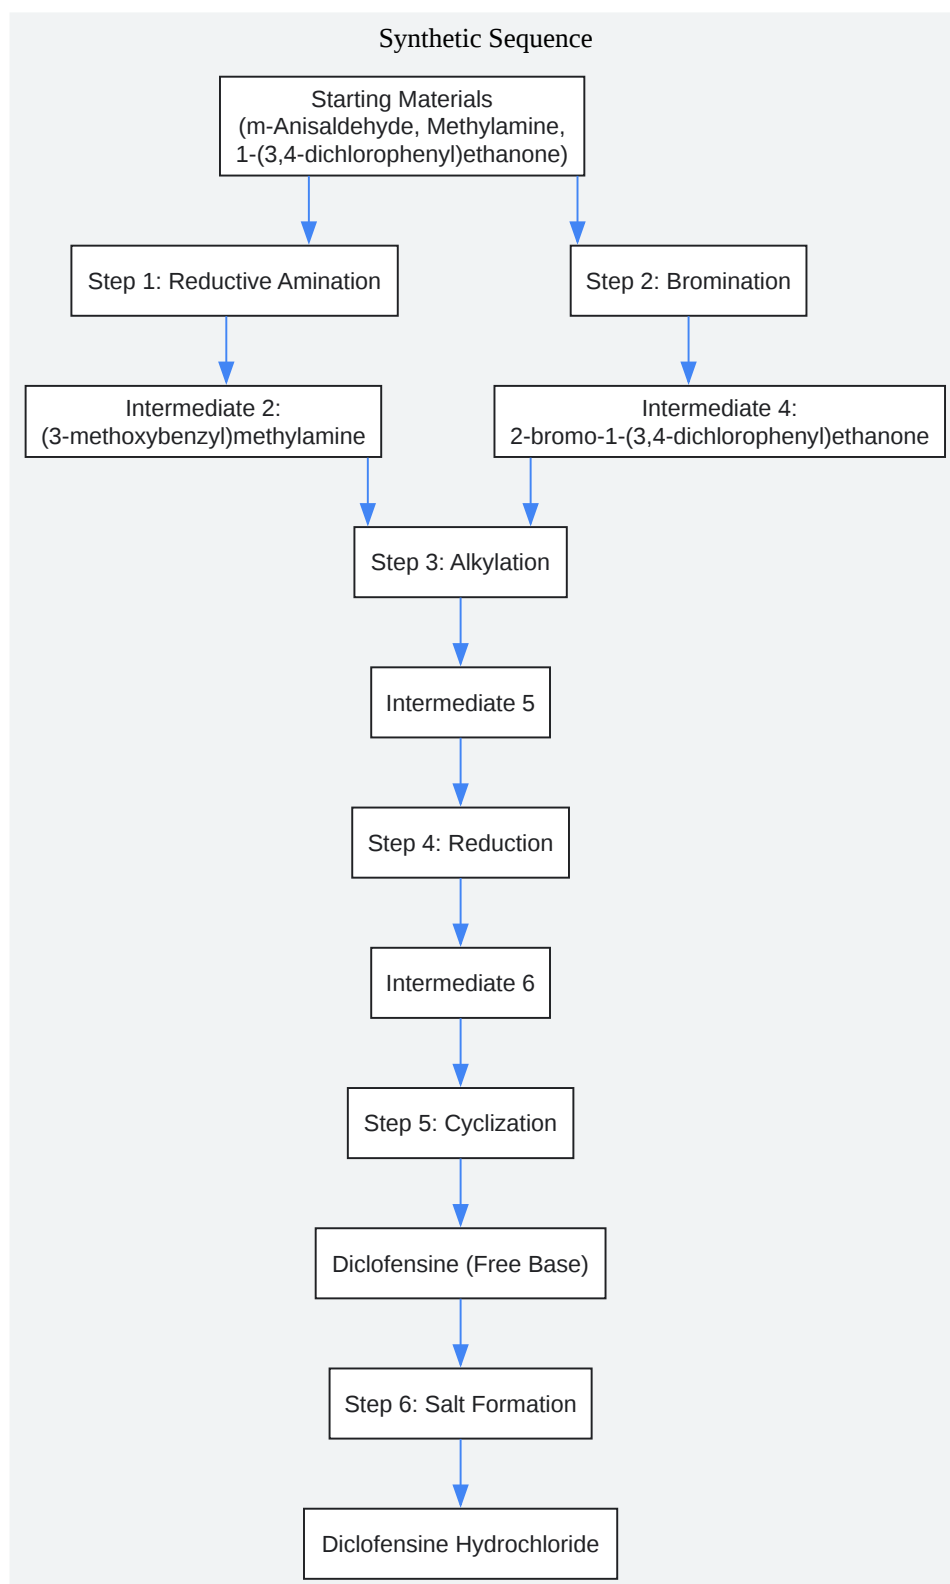 Synthetic Sequence
Starting Materials
(m-Anisaldehyde, Methylamine,
1-(3,4-dichlorophenyl)ethanone)
Step 1: Reductive Amination
Step 2: Bromination
Intermediate 2:
(3-methoxybenzyl)methylamine
Intermediate 4:
2-bromo-1-(3,4-dichlorophenyl)ethanone
Step 3: Alkylation
Intermediate 5
Step 4: Reduction
Intermediate 6
Step 5: Cyclization
Diclofensine (Free Base)
Step 6: Salt Formation
Diclofensine Hydrochloride